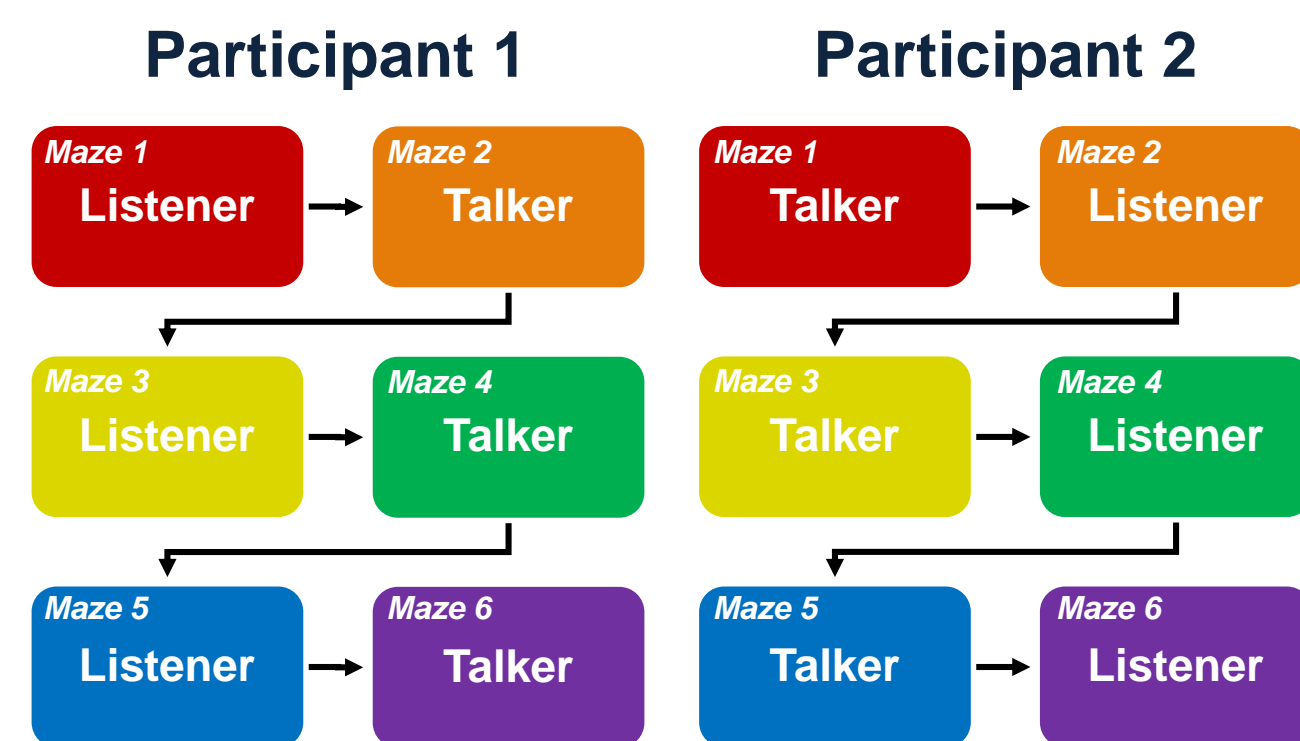 Participant 1
Maze 1
Listener
Maze 2
Talker
Maze 3
Listener
Maze 4
Talker
Maze 5
Listener
Maze 6
Talker
Participant 2
Maze 1
Talker
Maze 2
Listener
Maze 3
Talker
Maze 4
Listener
Maze 5
Talker
Maze 6
Listener